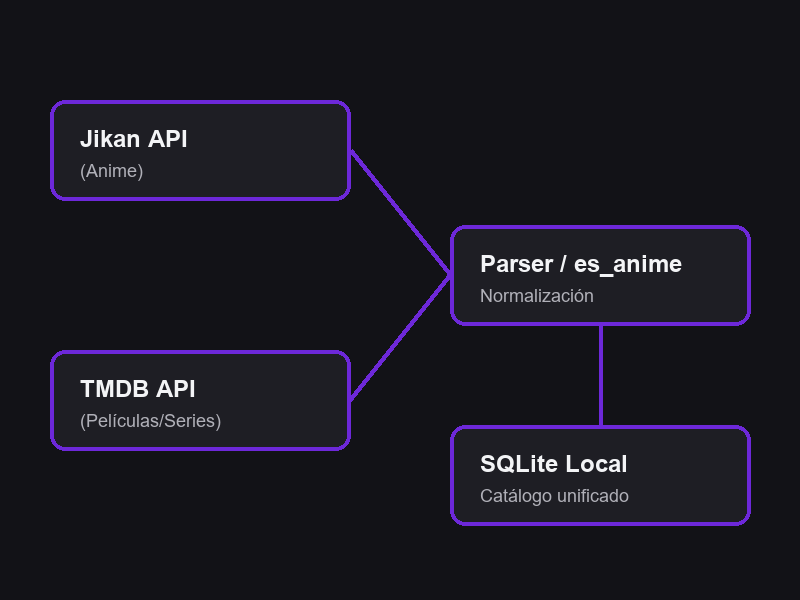 Jikan API
(Anime)
TMDB API
(Películas/Series)
Parser / es_anime
Normalización
SQLite Local
Catálogo unificado